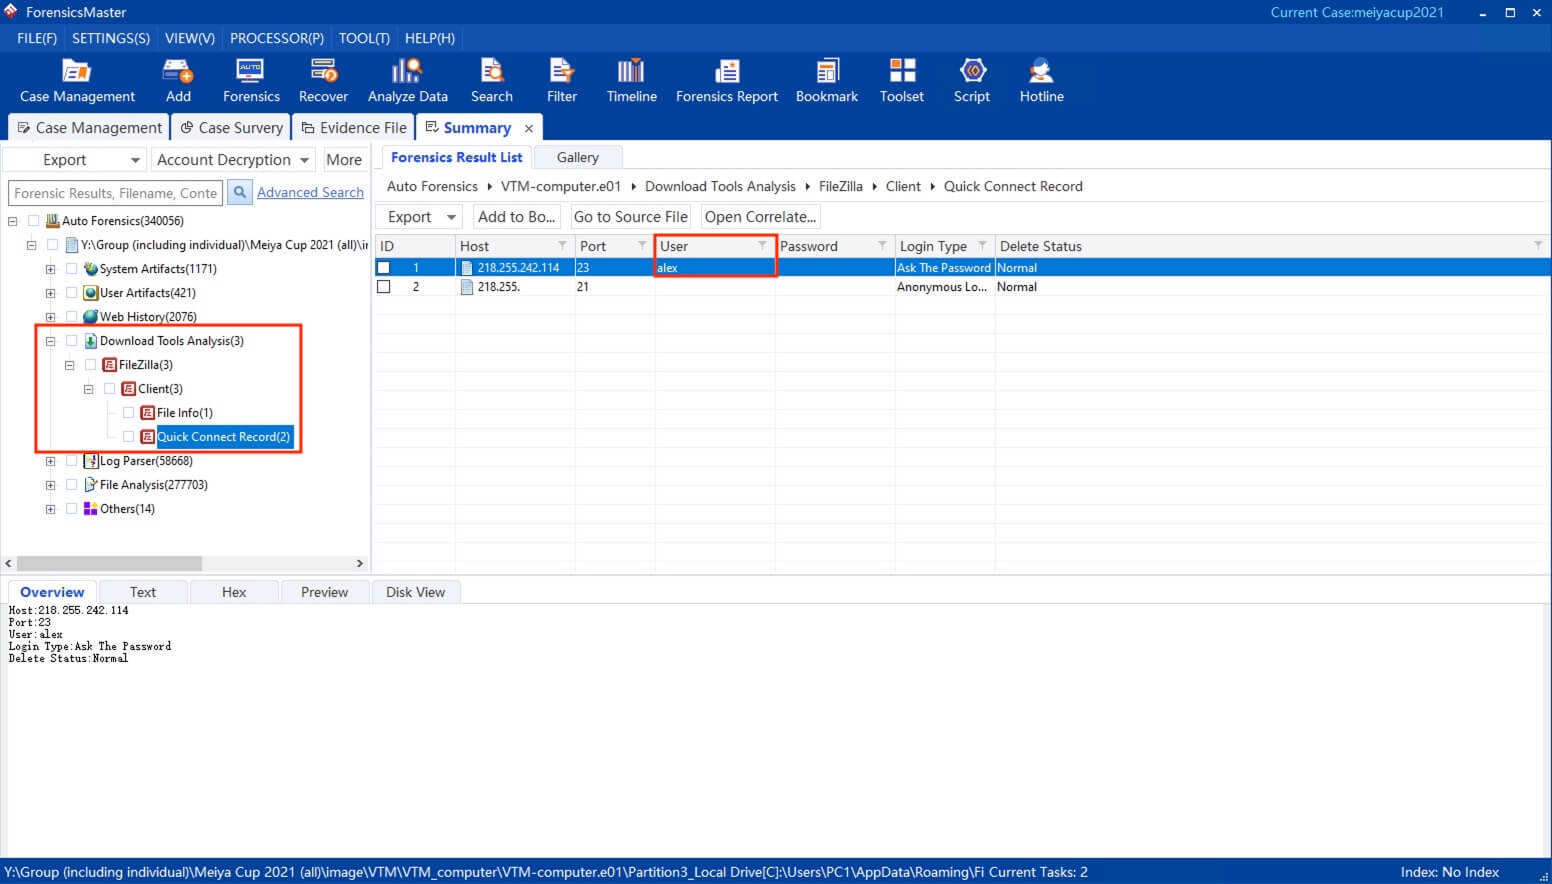 ForensicsMaster
Current Case:meiyacup2021
FILE(F) SETTINGS(S) VIEW(V) PROCESSOR(P) TOOL(T) HELP(H)
AUTO
Case Management Add Forensics Recover Analyze Data Search Filter Timeline Forensics Report Bookmark Toolset Script Hotline
Case Management Case Survery Evidence File Summary
Export Account Decryption More
Forensic Results, Filename, Conte Advanced Search
Auto Forensics(340056)
Y:\Group (including individual)\Meiya Cup 2021 (all)\ir
System Artifacts(1171)
User Artifacts(421)
Web History(2076)
Download Tools Analysis(3)
FileZilla(3)
Client(3)
File Info(1)
Quick Connect Record(2)
Log Parser(58668)
File Analysis(277703)
Others(14)
Forensics Result List Gallery
Auto Forensics VTM-computer.e01 Download Tools Analysis FileZilla Client Quick Connect Record
Export Add to Bo... Go to Source File Open Correlate...
ID Host Port User Password Login Type Delete Status
1 218.255.242.114 23 alex Ask The Password Normal
2 218.255. 21 Anonymous Lo... Normal
Overview Text Hex Preview Disk View
Host:218.255.242.114
Port:23
User:alex
Login Type:Ask The Password
Delete Status:Normal
Y:\Group (including individual)\Meiya Cup 2021 (all)\image\VTM\VTM_computer\VTM-computer.e01\Partition3_Local Drive[C]:\Users\PC1\AppData\Roaming\Fi Current Tasks: 2
Index: No Index